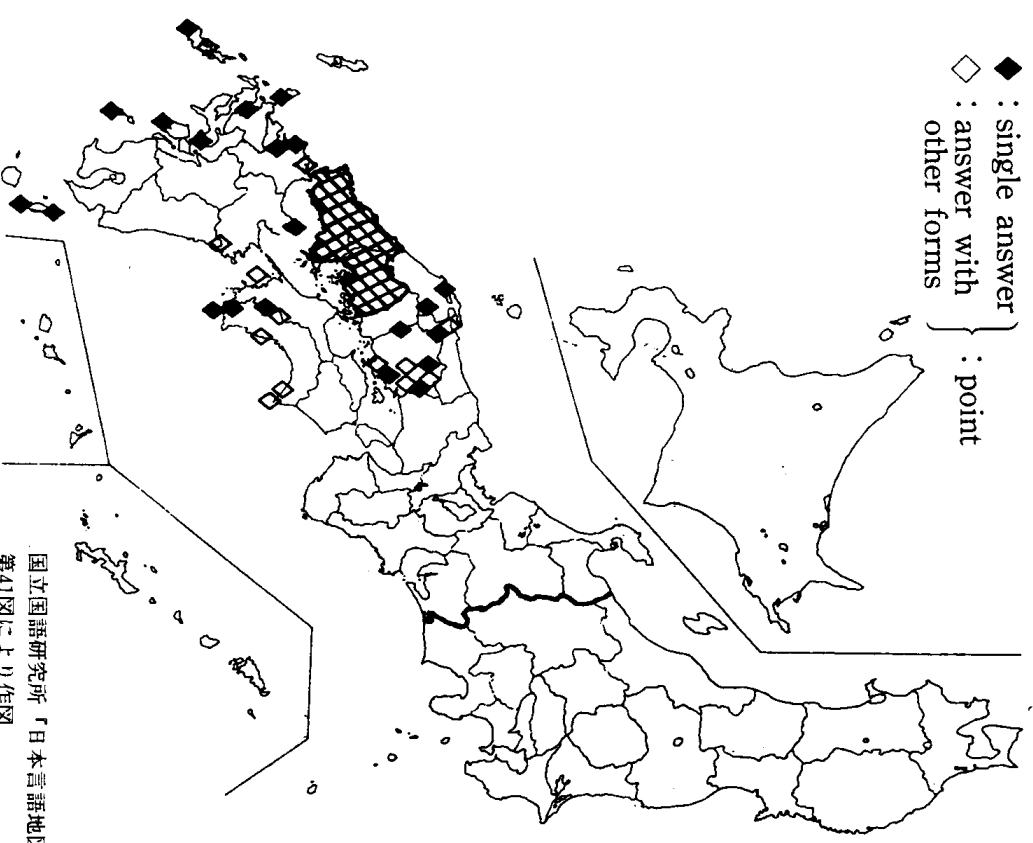 ◆ : single answer
◇ : answer with
other forms
} : point
国立国語研究所『日本言語地図
第41図により作図